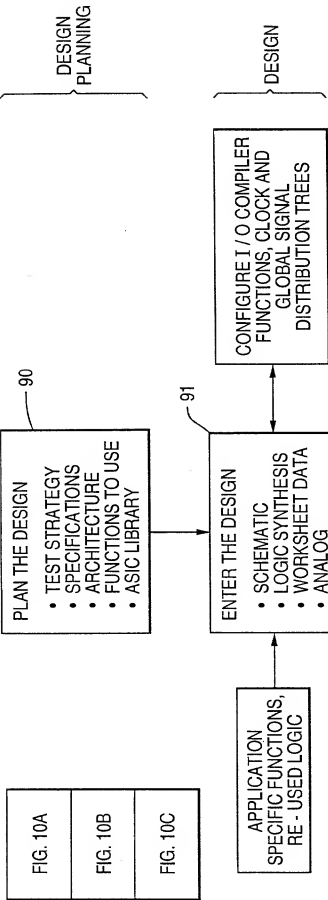 FIG. 10A
FIG. 10B
FIG. 10C
90
PLAN THE DESIGN
• TEST STRATEGY
• SPECIFICATIONS
• ARCHITECTURE
• FUNCTIONS TO USE
• ASIC LIBRARY
DESIGN
PLANNING
APPLICATION
SPECIFIC FUNCTIONS,
RE - USED LOGIC
91
ENTER THE DESIGN
• SCHEMATIC
• LOGIC SYNTHESIS
• WORKSHEET DATA
• ANALOG
CONFIGURE I / O COMPILER
FUNCTIONS, CLOCK AND
GLOBAL SIGNAL
DISTRIBUTION TREES
DESIGN